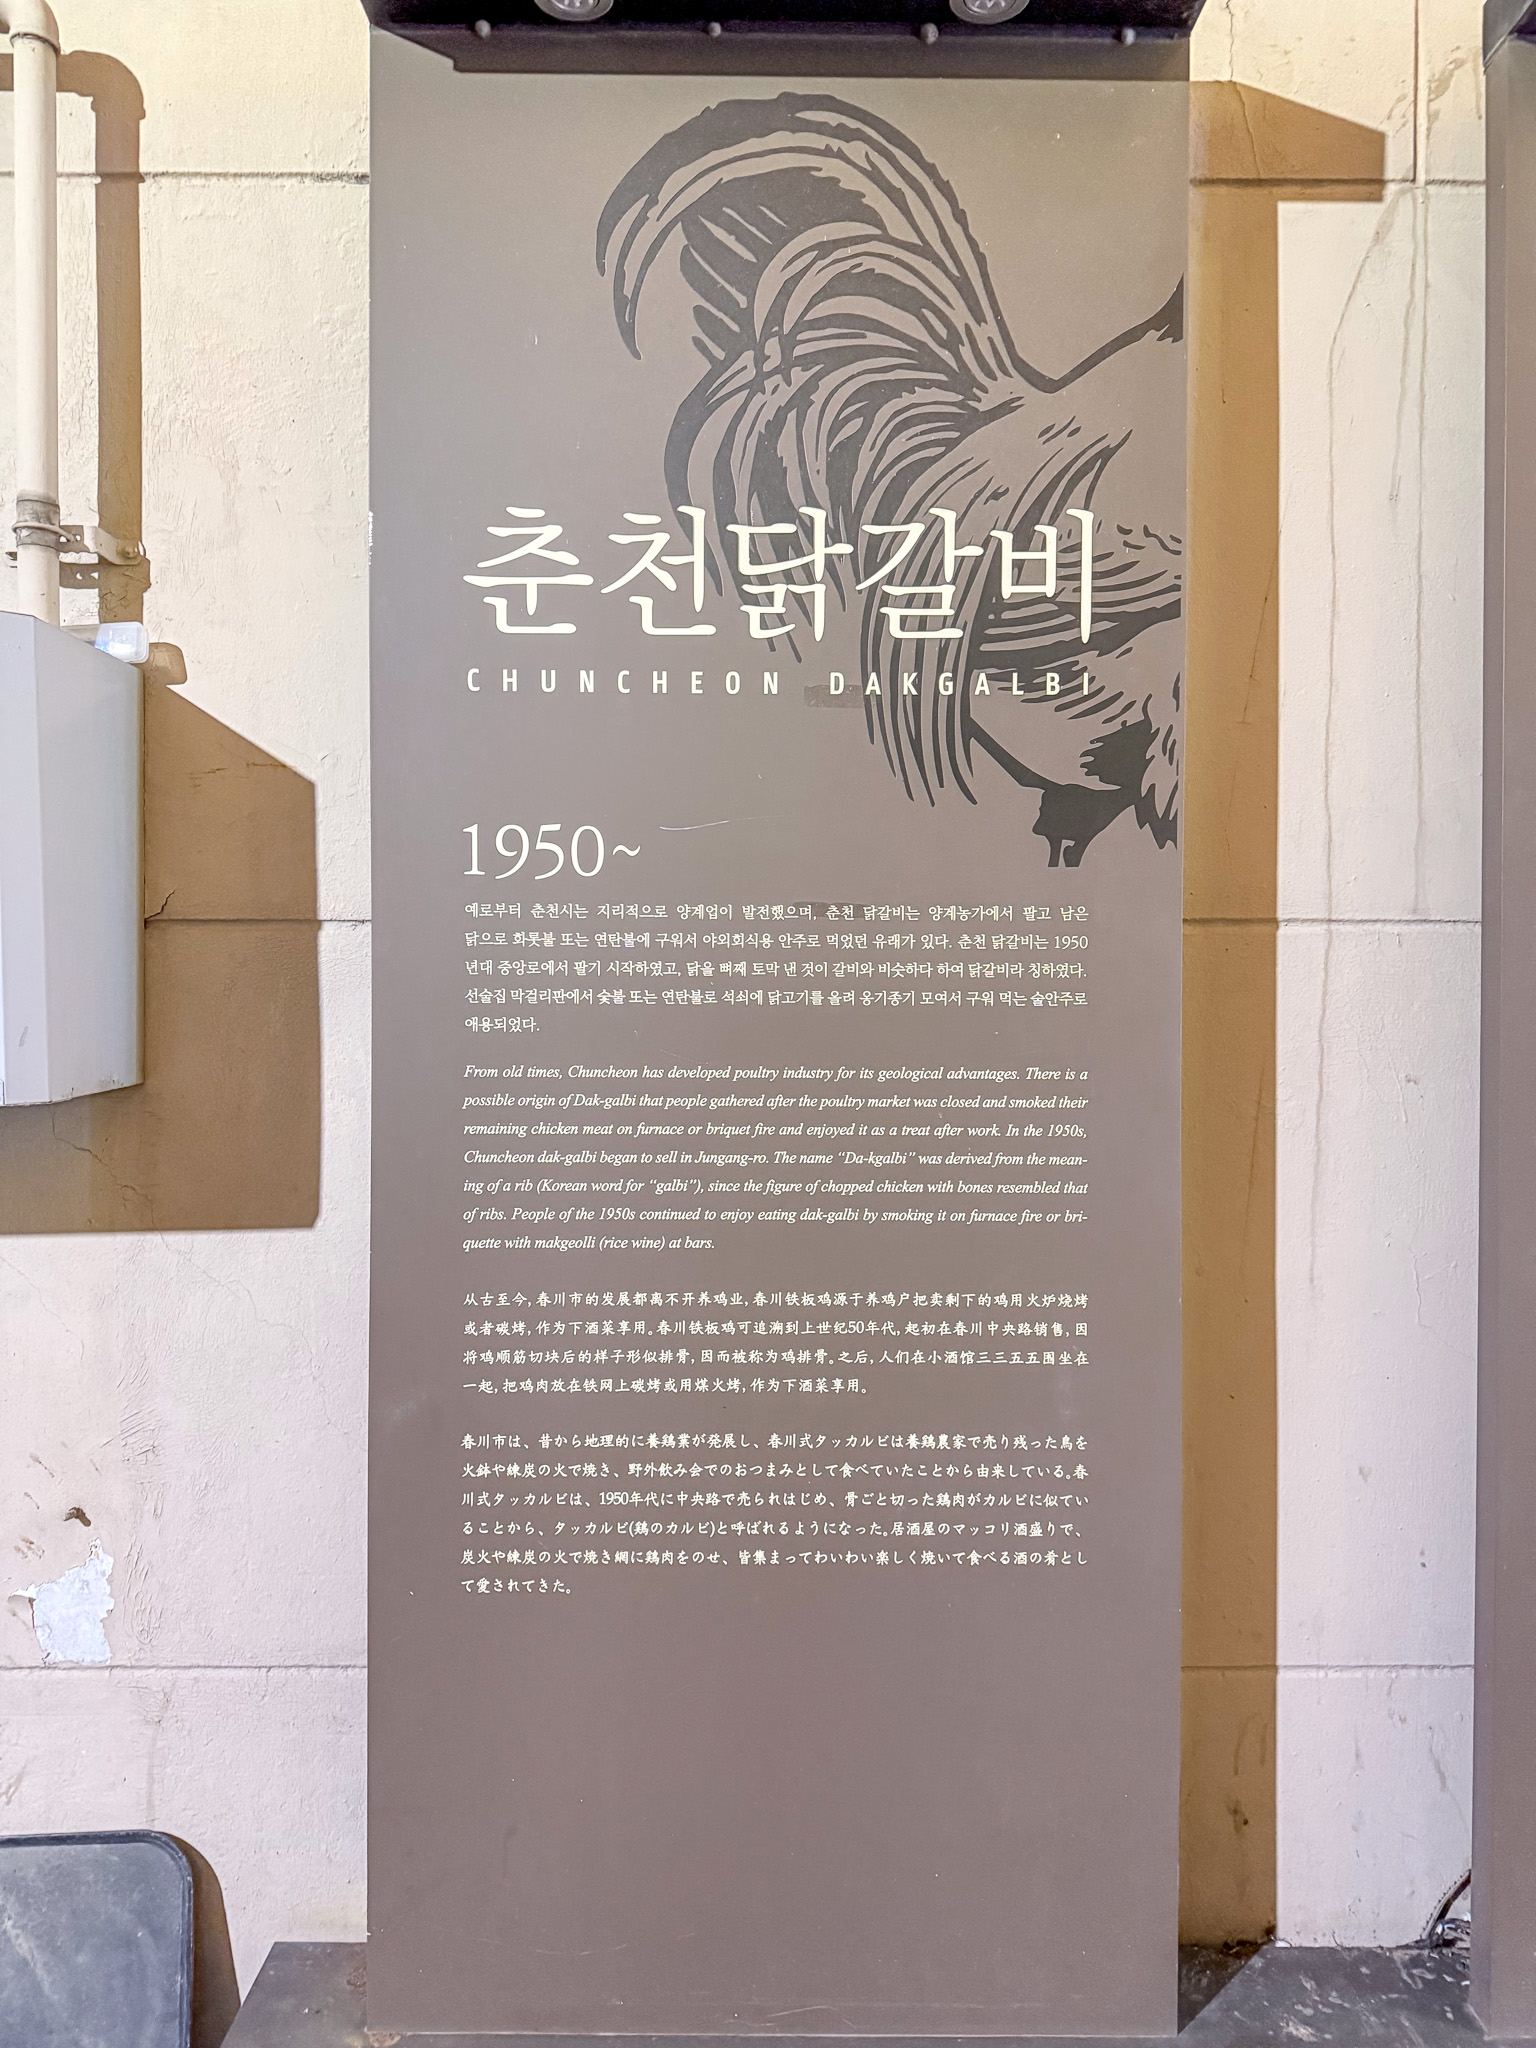 춘천닭갈비
CHUNCHEON DAKGALBI
1950~
예로부터 춘천시는 지리적으로 양계업이 발전했으며, 춘천 닭갈비는 양계농가에서 팔고 남은
닭으로 화롯불 또는 연탄불에 구워서 야외회식용 안주로 먹었던 유래가 있다. 춘천 닭갈비는 1950
년대 중앙로에서 팔기 시작하였고, 닭을 뼈째 토막 낸 것이 갈비와 비슷하다 하여 닭갈비라 칭하였다.
선술집 막걸리판에서 숯불 또는 연탄불로 석쇠에 닭고기를 올려 옹기종기 모여서 구워 먹는 술안주로
애용되었다.
From old times, Chuncheon has developed poultry industry for its geological advantages. There is a
possible origin of Dak-galbi that people gathered after the poultry market was closed and smoked their
remaining chicken meat on furnace or briquet fire and enjoyed it as a treat after work. In the 1950s,
Chuncheon dak-galbi began to sell in Jungang-ro. The name “Da-kgalbi” was derived from the mean-
ing of a rib (Korean word for “galbi”), since the figure of chopped chicken with bones resembled that
of ribs. People of the 1950s continued to enjoy eating dak-galbi by smoking it on furnace fire or bri-
quette with makgeolli (rice wine) at bars.
从古至今, 春川市的发展都离不开养鸡业, 春川铁板鸡源于养鸡户把卖剩下的鸡用火炉烧烤
或者碳烤, 作为下酒菜享用。春川铁板鸡可追溯到上世纪50年代, 起初在春川中央路销售, 因
将鸡顺筋切块后的样子形似排骨, 因而被称为鸡排骨。之后, 人们在小酒馆三三五五围坐在
一起, 把鸡肉放在铁网上碳烤或用煤火烤, 作为下酒菜享用。
春川市は、昔から地理的に養鶏業が発展し、春川式タッカルビは養鶏農家で売り残った鳥を
火鉢や練炭の火で焼き、野外飲み会でのおつまみとして食べていたことから由来している。春
川式タッカルビは、1950年代に中央路で売られはじめ、骨ごと切った鶏肉がカルビに似てい
ることから、タッカルビ(鶏のカルビ)と呼ばれるようになった。居酒屋のマッコリ酒盛りで、
炭火や練炭の火で焼き網に鶏肉をのせ、皆集まってわいわい楽しく焼いて食べる酒の肴とし
て愛されてきた。